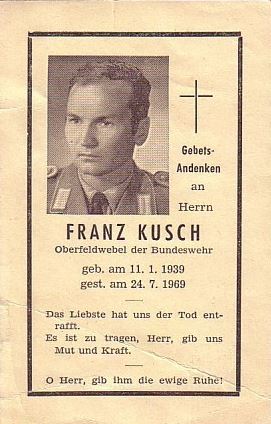 Gebets-
Andenken
an
Herrn
FRANZ KUSCH
Oberfeldwebel der Bundeswehr
geb. am 11. 1. 1939
gest. am 24. 7. 1969
Das Liebste hat uns der Tod ent-
rafft.
Es ist zu tragen, Herr, gib uns
Mut und Kraft.
O Herr, gib ihm die ewige Ruhe!